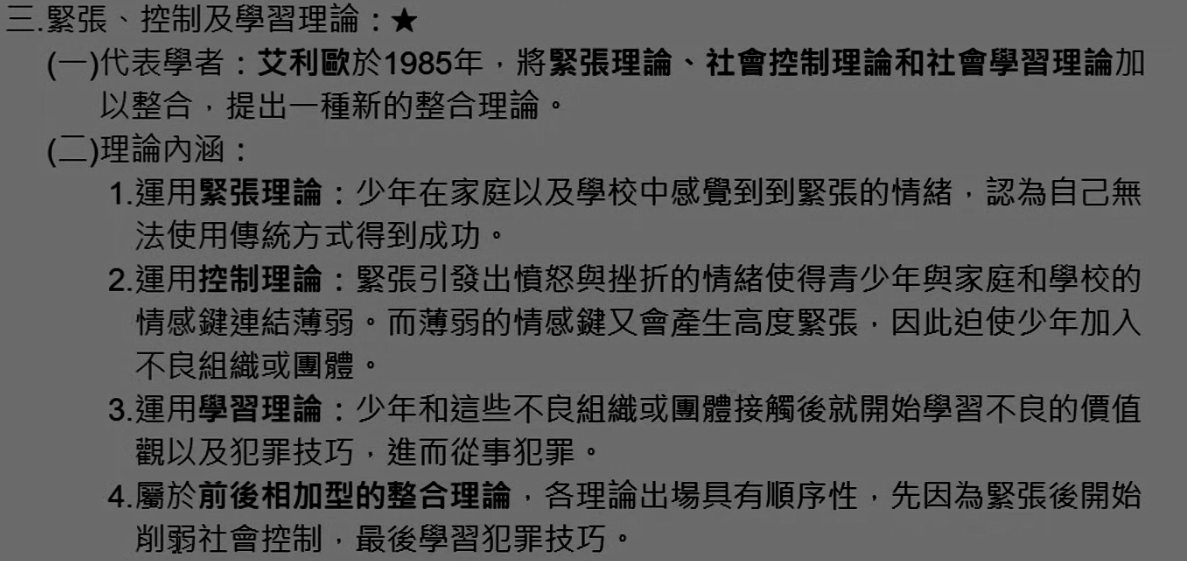 三.緊張、控制及學習理論：★
(一)代表學者：艾利歐於1985年，將緊張理論、社會控制理論和社會學習理論加
以整合，提出一種新的整合理論。
(二)理論內涵：
1.運用緊張理論：少年在家庭以及學校中感覺到到緊張的情緒，認為自己無
法使用傳統方式得到成功。
2.運用控制理論：緊張引發出憤怒與挫折的情緒使得青少年與家庭和學校的
情感鍵連結薄弱。而薄弱的情感鍵又會產生高度緊張，因此迫使少年加入
不良組織或團體。
3.運用學習理論：少年和這些不良組織或團體接觸後就開始學習不良的價值
觀以及犯罪技巧，進而從事犯罪。
4.屬於前後相加型的整合理論，各理論出場具有順序性，先因為緊張後開始
削弱社會控制，最後學習犯罪技巧。